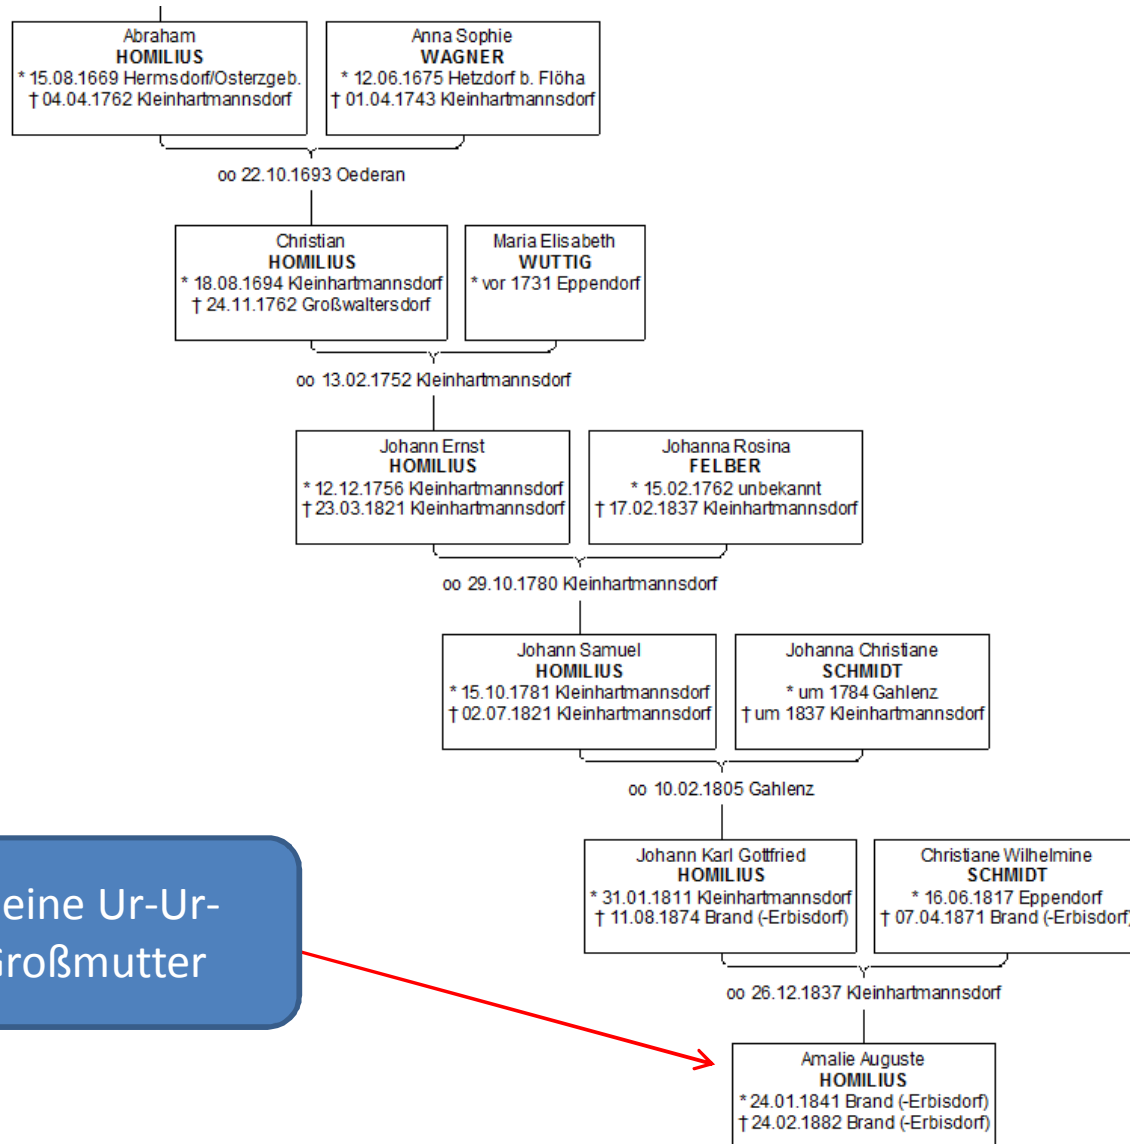 Abraham
HOMILIUS
* 15.08.1669 Hermsdorf/Osterzgeb.
† 04.04.1762 Kleinhartmannsdorf
Anna Sophie
WAGNER
* 12.06.1675 Hetzdorf b. Flöha
† 01.04.1743 Kleinhartmannsdorf
oo 22.10.1693 Oederan
Christian
HOMILIUS
* 18.08.1694 Kleinhartmannsdorf
† 24.11.1762 Großwaltersdorf
Maria Elisabeth
WUTTIG
* vor 1731 Eppendorf
oo 13.02.1752 Kleinhartmannsdorf
Johann Ernst
HOMILIUS
* 12.12.1756 Kleinhartmannsdorf
† 23.03.1821 Kleinhartmannsdorf
Johanna Rosina
FELBER
* 15.02.1762 unbekannt
† 17.02.1837 Kleinhartmannsdorf
oo 29.10.1780 Kleinhartmannsdorf
Johann Samuel
HOMILIUS
* 15.10.1781 Kleinhartmannsdorf
† 02.07.1821 Kleinhartmannsdorf
Johanna Christiane
SCHMIDT
* um 1784 Gahlenz
† um 1837 Kleinhartmannsdorf
oo 10.02.1805 Gahlenz
Johann Karl Gottfried
HOMILIUS
* 31.01.1811 Kleinhartmannsdorf
† 11.08.1874 Brand (-Erbisdorf)
Christiane Wilhelmine
SCHMIDT
* 16.06.1817 Eppendorf
† 07.04.1871 Brand (-Erbisdorf)
eine Ur-Ur-
Großmutter
oo 26.12.1837 Kleinhartmannsdorf
Amalie Auguste
HOMILIUS
* 24.01.1841 Brand (-Erbisdorf)
† 24.02.1882 Brand (-Erbisdorf)